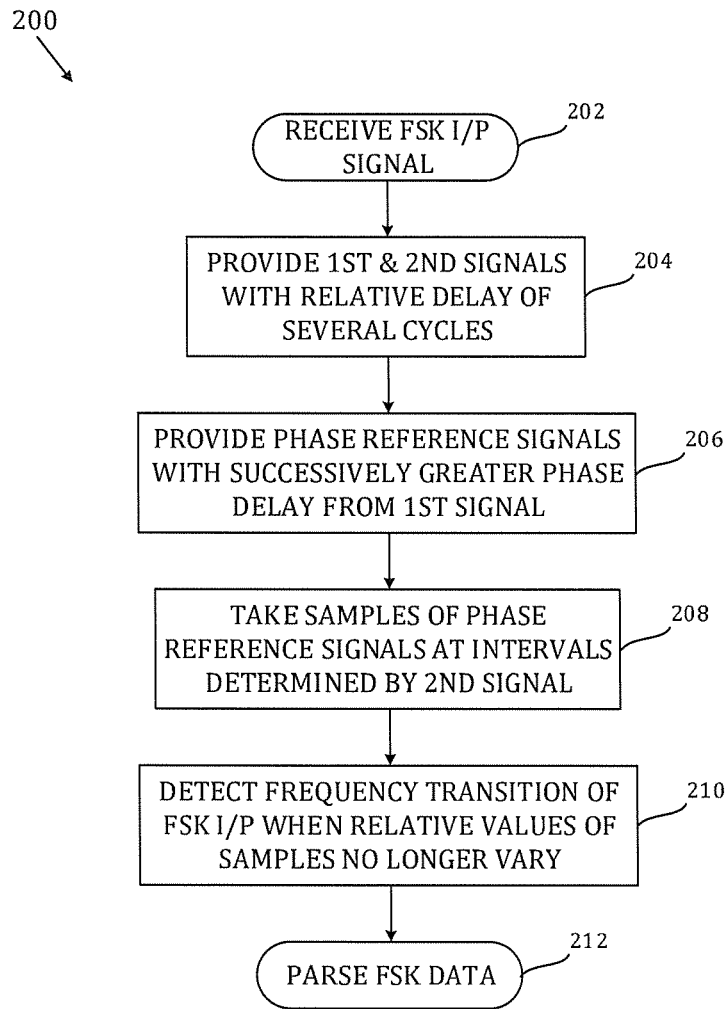 200
RECEIVE FSK I/P
SIGNAL
202
PROVIDE 1ST & 2ND SIGNALS
WITH RELATIVE DELAY OF
SEVERAL CYCLES
204
PROVIDE PHASE REFERENCE SIGNALS
WITH SUCCESSIVELY GREATER PHASE
DELAY FROM 1ST SIGNAL
206
TAKE SAMPLES OF PHASE
REFERENCE SIGNALS AT INTERVALS
DETERMINED BY 2ND SIGNAL
208
DETECT FREQUENCY TRANSITION OF
FSK I/P WHEN RELATIVE VALUES OF
SAMPLES NO LONGER VARY
210
PARSE FSK DATA
212